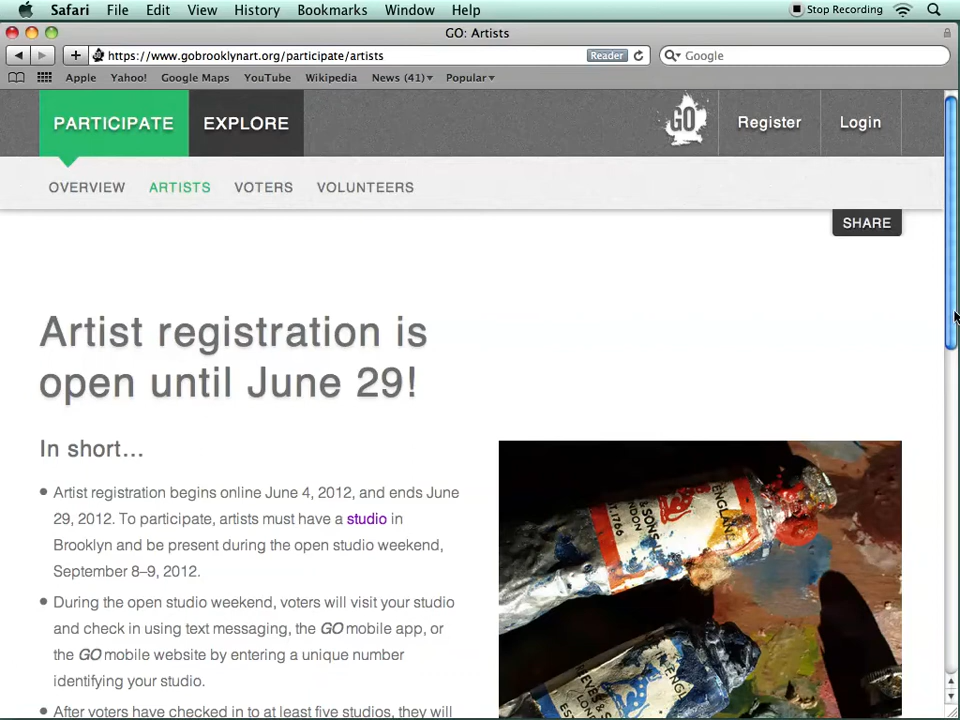 Safari File Edit View History Bookmarks Window Help Stop Recording
GO: Artists
https://www.gobrooklynart.org/participate/artists Reader Google
Apple Yahoo! Google Maps YouTube Wikipedia News (41) Popular
PARTICIPATE EXPLORE GO Register Login
OVERVIEW ARTISTS VOTERS VOLUNTEERS
SHARE
Artist registration is
open until June 29!
In short...
Artist registration begins online June 4, 2012, and ends June
29, 2012. To participate, artists must have a studio in
Brooklyn and be present during the open studio weekend,
September 8–9, 2012.
During the open studio weekend, voters will visit your studio
and check in using text messaging, the GO mobile app, or
the GO mobile website by entering a unique number
identifying your studio.
After voters have checked in to at least five studios, they will
ENGLAND
& SONS
LONDON
ST.1766
ENGLAND